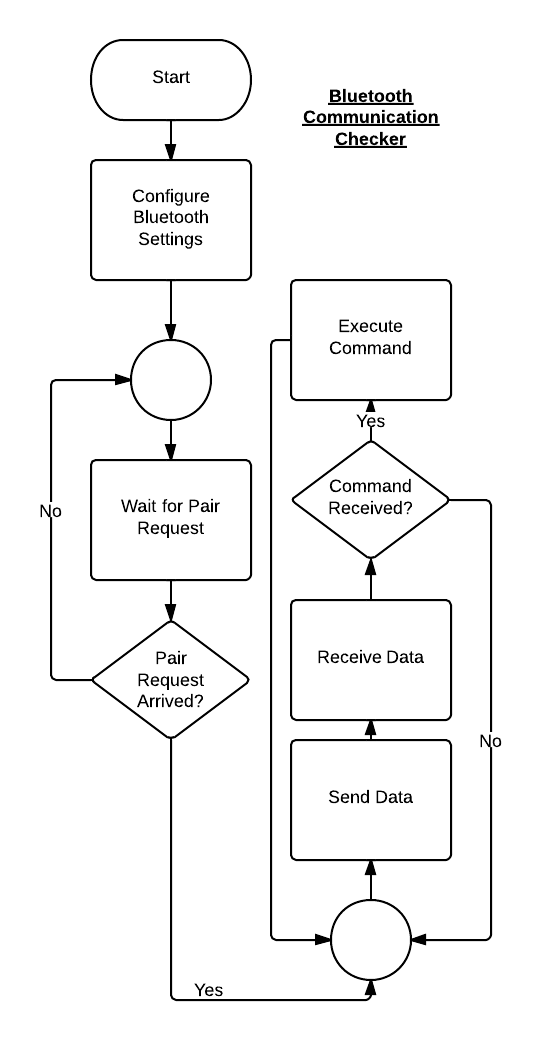 Start
Bluetooth
Communication
Checker
Configure
Bluetooth
Settings
Execute
Command
Yes
Command
Received?
No
Wait for Pair
Request
Pair
Request
Arrived?
Receive Data
No
Send Data
Yes